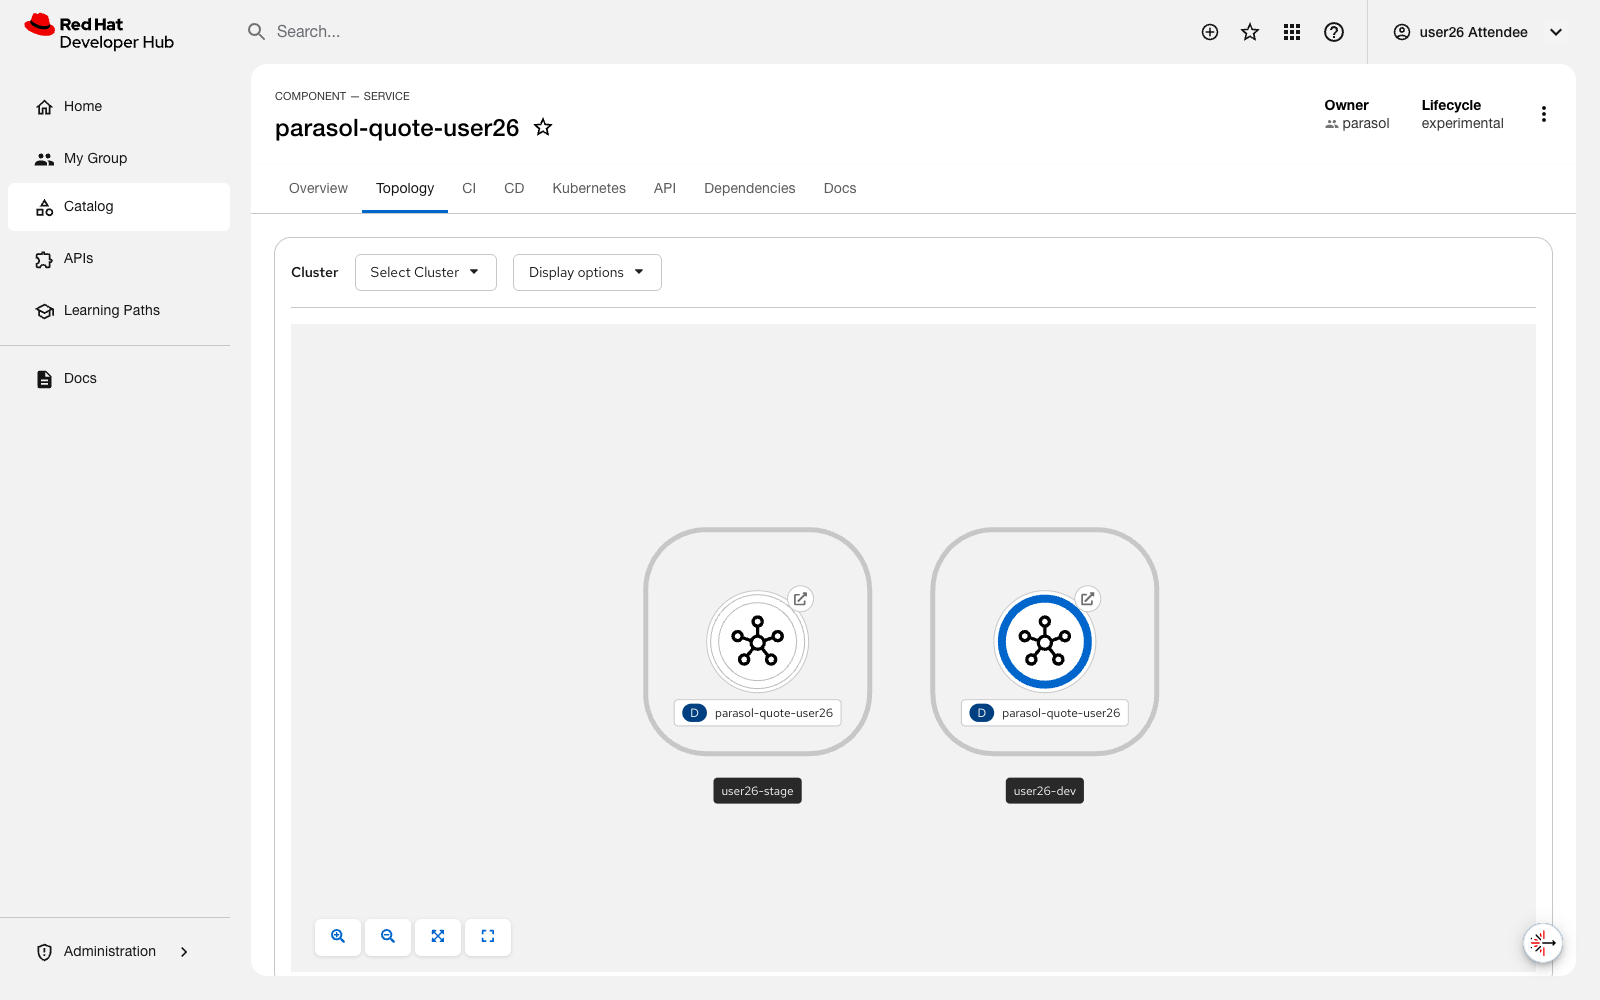 Red Hat
Developer Hub
Search...
user26 Attendee
Home
My Group
Catalog
APIs
Learning Paths
Docs
Administration
COMPONENT — SERVICE
parasol-quote-user26
Owner
parasol
Lifecycle
experimental
Overview
Topology
CI
CD
Kubernetes
API
Dependencies
Docs
Cluster
Select Cluster
Display options
D parasol-quote-user26
user26-stage
D parasol-quote-user26
user26-dev